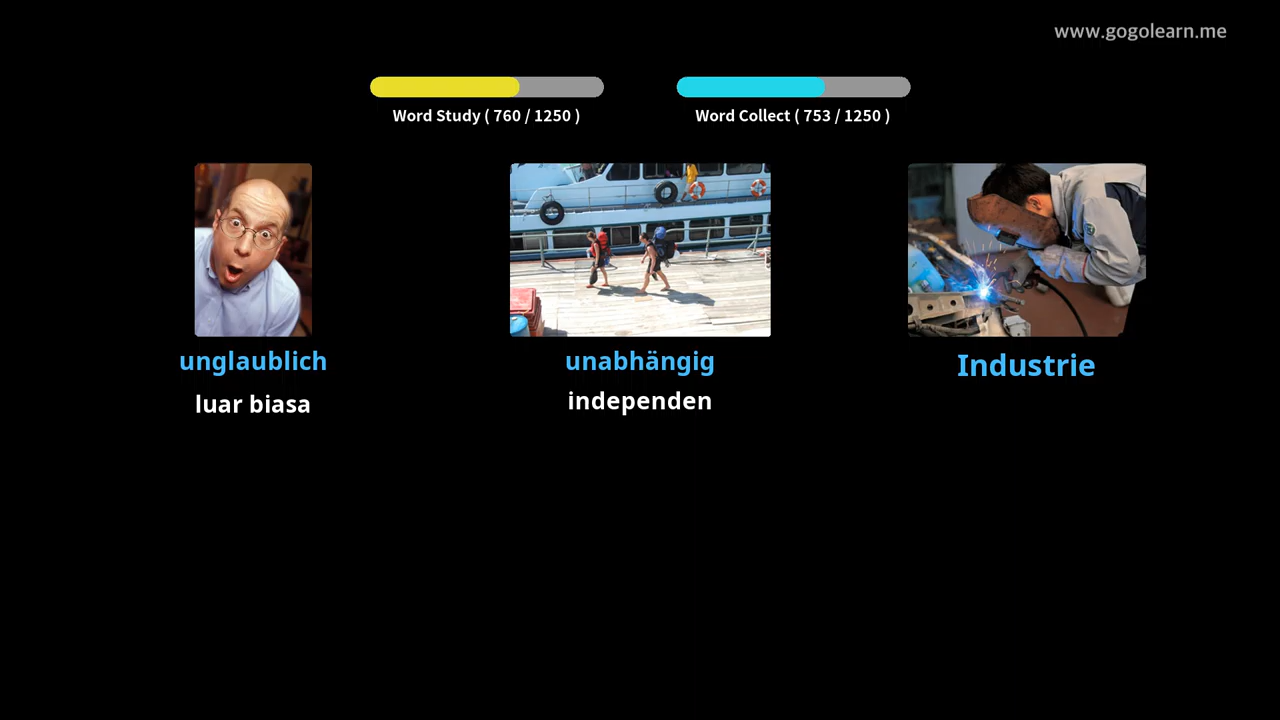 www.gogolearn.me
Word Study ( 760 / 1250 )
Word Collect ( 753 / 1250 )
unglaublich
luar biasa
unabhängig
independen
Industrie